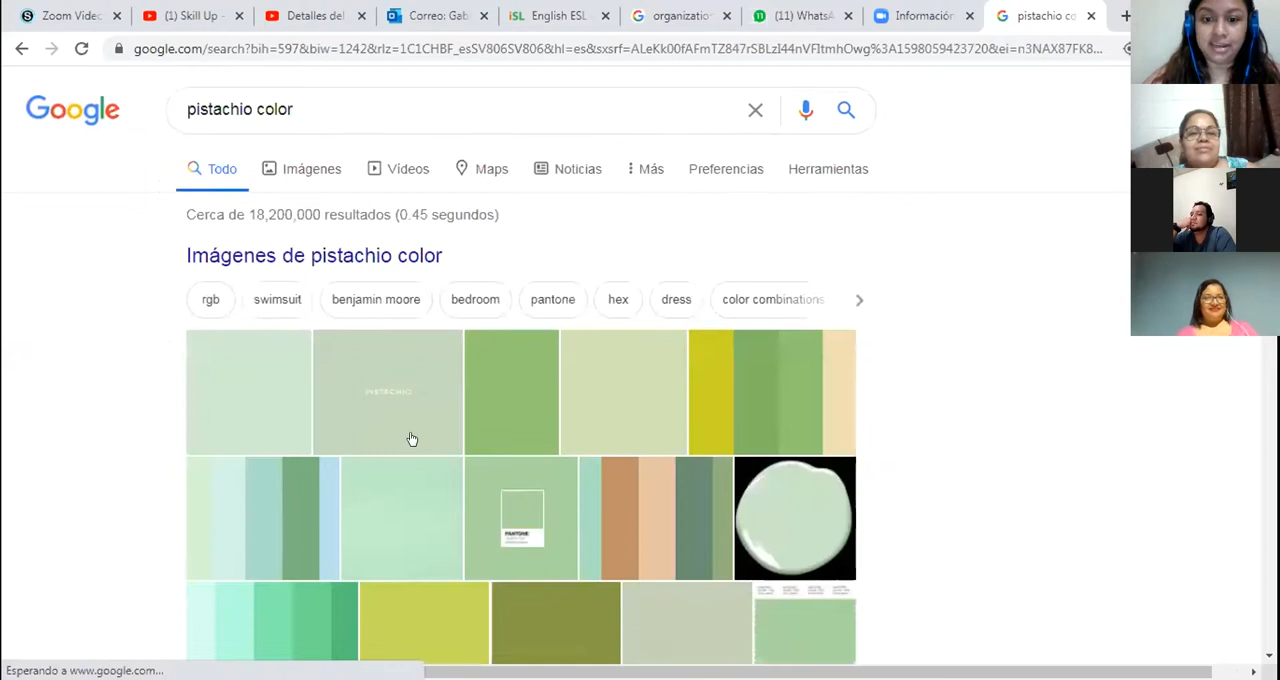 Zoom Videc
(1) Skill Up -
Detalles del
Correo: Gab
iSL English ESL
organizatio
(11) WhatsA
Información
pistachio co
google.com/search?bih=597&biw=1242&rlz=1C1CHBF_esSV806SV806&hl=es&sxsrf=ALeKk00fAFmTZ847rSBLzI44nVFItmhOwg%3A1598059423720&ei=n3NAX87FK8...
Google
pistachio color
Todo
Imágenes
Vídeos
Maps
Noticias
Más
Preferencias
Herramientas
Cerca de 18,200,000 resultados (0.45 segundos)
Imágenes de pistachio color
rgb
swimsuit
benjamin moore
bedroom
pantone
hex
dress
color combinations
PISTACHIO
PANTONE
Esperando a www.google.com...